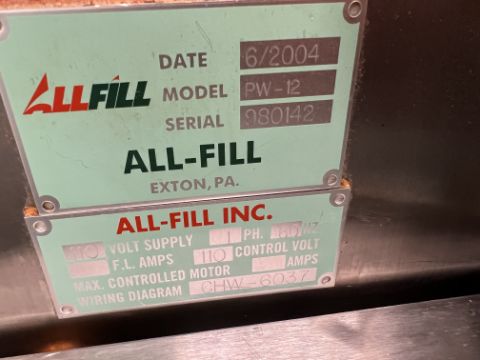 ALLFILL
DATE 6/2004
MODEL PW-12
SERIAL 980142
ALL-FILL
EXTON, PA.
ALL-FILL INC.
110 VOLT SUPPLY 1 PH. HZ.
F.L. AMPS 110 CONTROL VOLT
MAX. CONTROLLED MOTOR AMPS
WIRING DIAGRAM CHW-6037